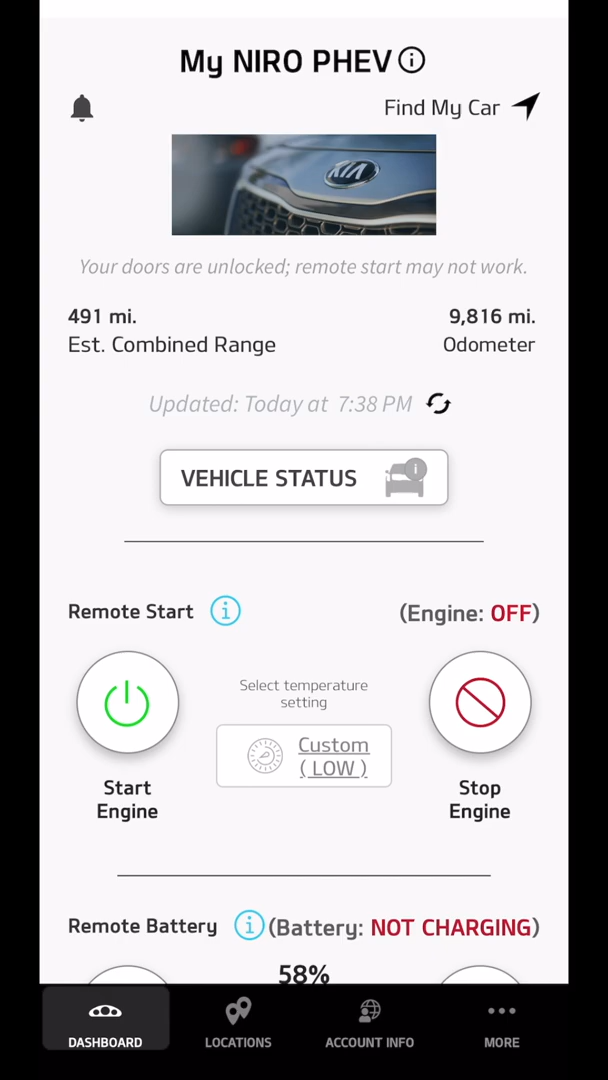 My NIRO PHEV
Find My Car
KIA
Your doors are unlocked; remote start may not work.
491 mi.
9,816 mi.
Est. Combined Range
Odometer
Updated: Today at 7:38 PM
VEHICLE STATUS
Remote Start
(Engine: OFF)
Select temperature
setting
Custom
( LOW )
Start
Engine
Stop
Engine
Remote Battery
(Battery: NOT CHARGING)
58%
DASHBOARD
LOCATIONS
ACCOUNT INFO
MORE